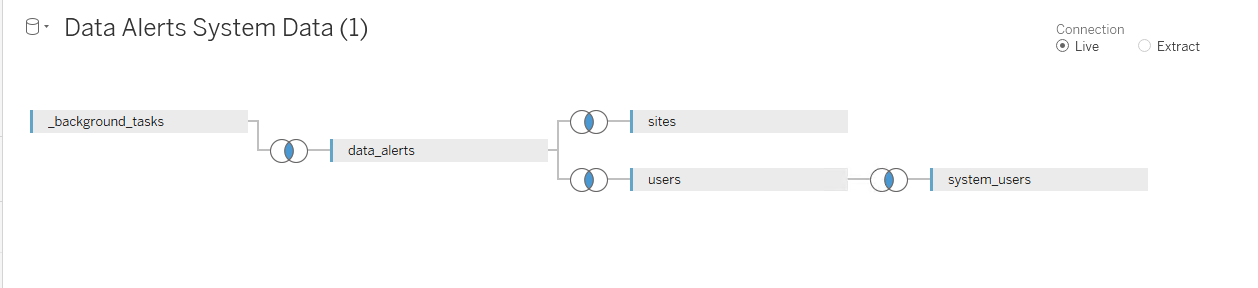 Data Alerts System Data (1)
Connection
Live
Extract
_background_tasks
sites
data_alerts
users
system_users